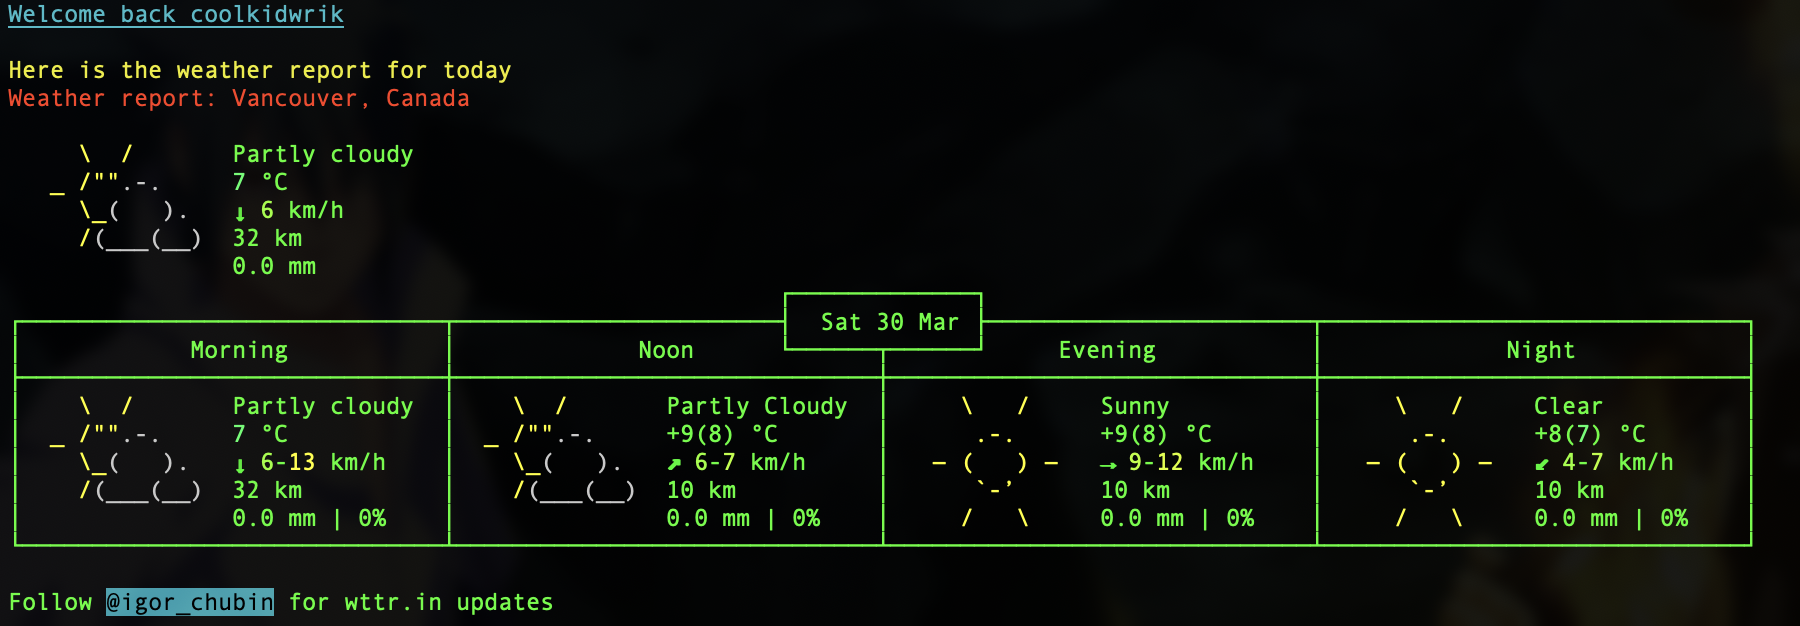 Welcome back coolkidwrik
Here is the weather report for today
Weather report: Vancouver, Canada
Partly cloudy
7 °C
↓ 6 km/h
32 km
0.0 mm
Sat 30 Mar
Morning Noon Evening Night
Partly cloudy Partly Cloudy Sunny Clear
7 °C +9(8) °C +9(8) °C +8(7) °C
↓ 6-13 km/h ↗ 6-7 km/h → 9-12 km/h ↙ 4-7 km/h
32 km 10 km 10 km 10 km
0.0 mm | 0% 0.0 mm | 0% 0.0 mm | 0% 0.0 mm | 0%
Follow @igor_chubin for wttr.in updates